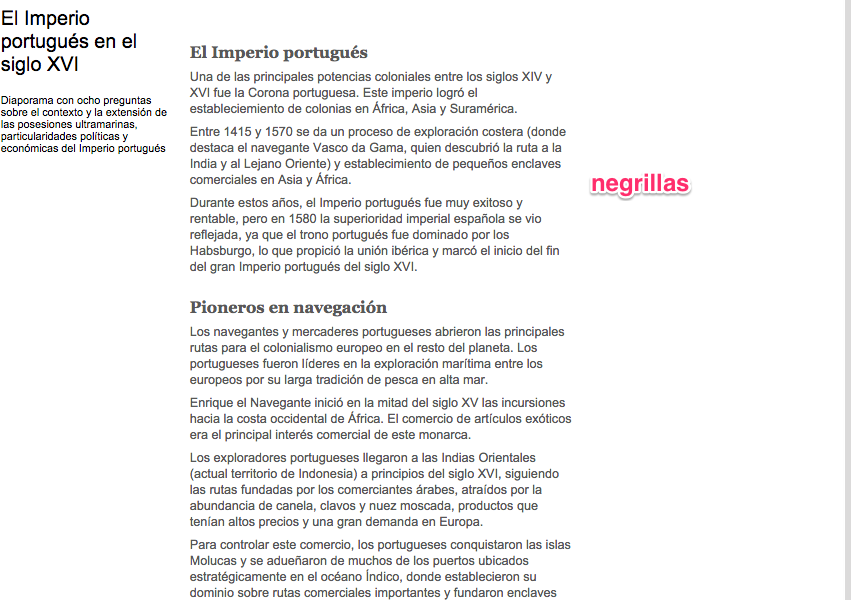 El Imperio
portugués en el
siglo XVI
Diaporama con ocho preguntas
sobre el contexto y la extensión de
las posesiones ultramarinas,
particularidades políticas y
económicas del Imperio portugués
El Imperio portugués
Una de las principales potencias coloniales entre los siglos XIV y
XVI fue la Corona portuguesa. Este imperio logró el
estableciemiento de colonias en África, Asia y Suramérica.
Entre 1415 y 1570 se da un proceso de exploración costera (donde
destaca el navegante Vasco da Gama, quien descubrió la ruta a la
India y al Lejano Oriente) y establecimiento de pequeños enclaves
comerciales en Asia y África.
negrillas
Durante estos años, el Imperio portugués fue muy exitoso y
rentable, pero en 1580 la superioridad imperial española se vio
reflejada, ya que el trono portugués fue dominado por los
Habsburgo, lo que propició la unión ibérica y marcó el inicio del fin
del gran Imperio portugués del siglo XVI.
Pioneros en navegación
Los navegantes y mercaderes portugueses abrieron las principales
rutas para el colonialismo europeo en el resto del planeta. Los
portugueses fueron líderes en la exploración marítima entre los
europeos por su larga tradición de pesca en alta mar.
Enrique el Navegante inició en la mitad del siglo XV las incursiones
hacia la costa occidental de África. El comercio de artículos exóticos
era el principal interés comercial de este monarca.
Los exploradores portugueses llegaron a las Indias Orientales
(actual territorio de Indonesia) a principios del siglo XVI, siguiendo
las rutas fundadas por los comerciantes árabes, atraídos por la
abundancia de canela, clavos y nuez moscada, productos que
tenían altos precios y una gran demanda en Europa.
Para controlar este comercio, los portugueses conquistaron las islas
Molucas y se adueñaron de muchos de los puertos ubicados
estratégicamente en el océano Índico, donde establecieron su
dominio sobre rutas comerciales importantes y fundaron enclaves